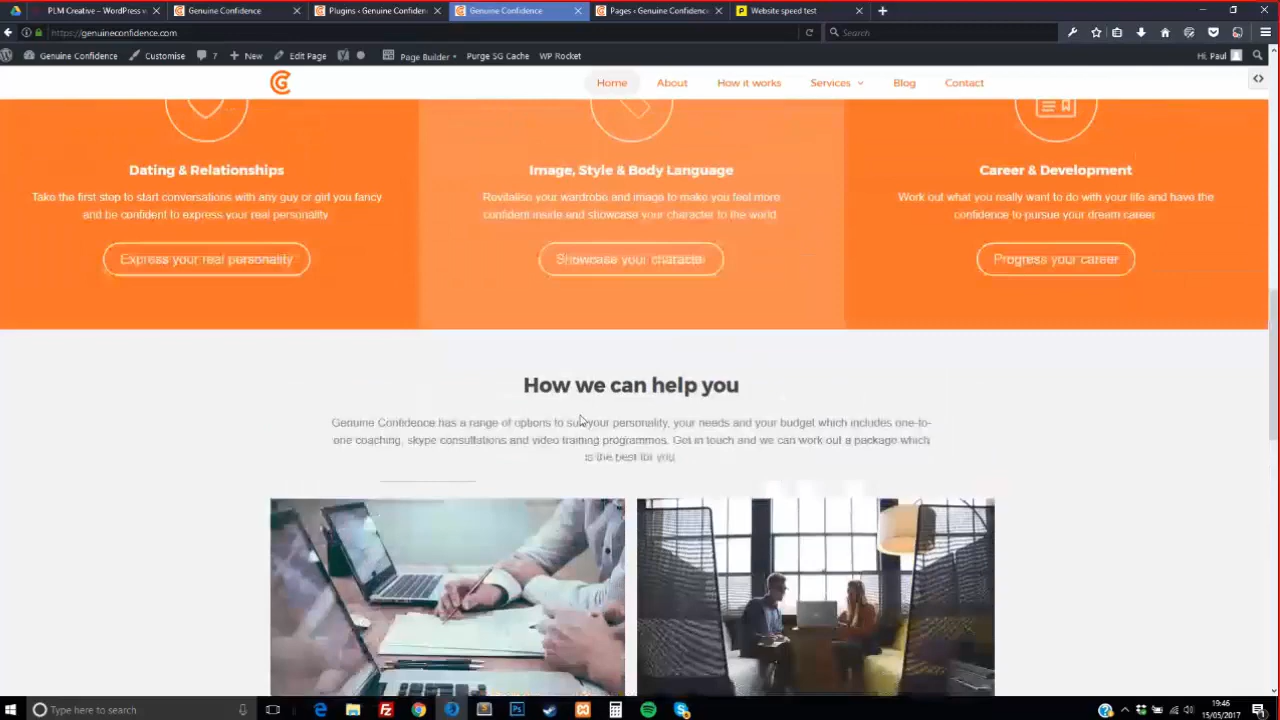 PLM Creative – WordPress w
Genuine Confidence
Plugins ‹ Genuine Confiden
Genuine Confidence
Pages ‹ Genuine Confidence
Website speed test
https://genuineconfidence.com
Search
Genuine Confidence
Customise
7
New
Edit Page
Page Builder
Purge SG Cache
WP Rocket
Hi, Paul
Home
About
How it works
Services
Blog
Contact
Dating & Relationships
Take the first step to start conversations with any guy or girl you fancy
and be confident to express your real personality
Express your real personality
Image, Style & Body Language
Revitalise your wardrobe and image to make you feel more
confident inside and showcase your character to the world
Showcase your character
Career & Development
Work out what you really want to do with your life and have the
confidence to pursue your dream career
Progress your career
How we can help you
Genuine Confidence has a range of options to suit your personality, your needs and your budget which includes one-to-
one coaching, skype consultations and video training programmes. Get in touch and we can work out a package which
is the best for you
Type here to search
19:46
15/05/2017